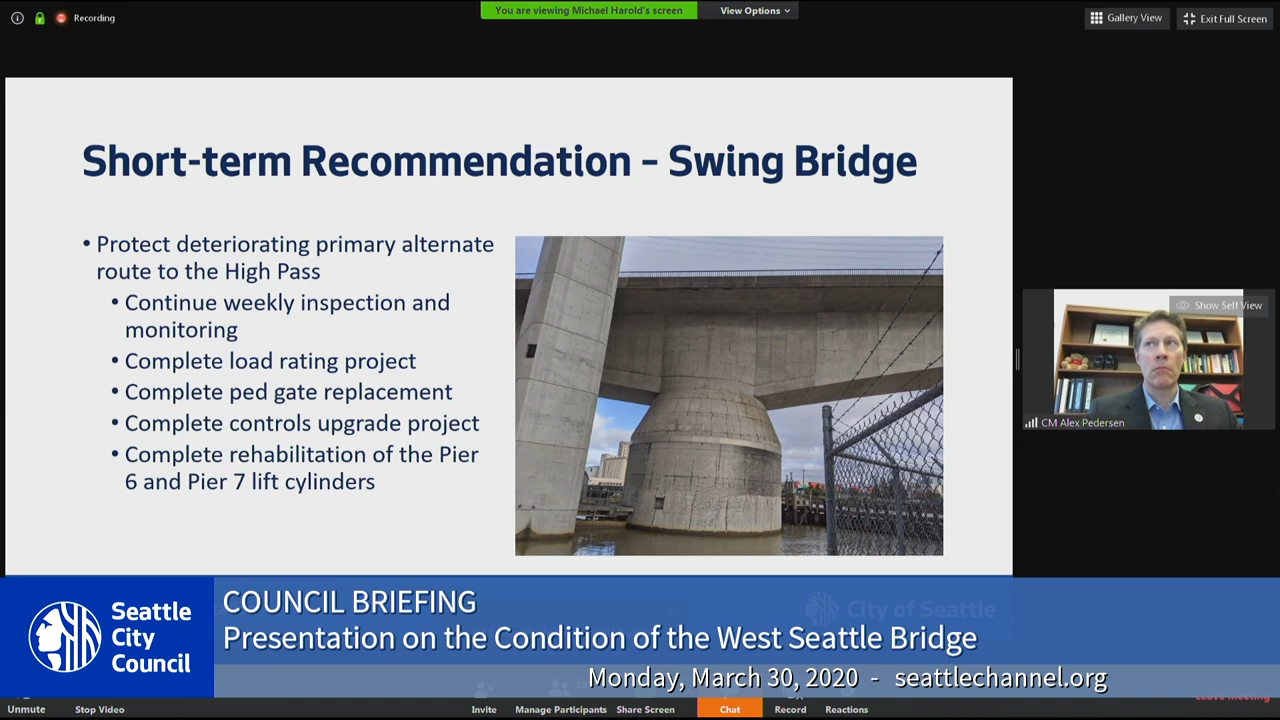 Recording
You are viewing Michael Harold's screen
View Options
Gallery View
Exit Full Screen
Short-term Recommendation – Swing Bridge
• Protect deteriorating primary alternate
route to the High Pass
• Continue weekly inspection and
monitoring
• Complete load rating project
• Complete ped gate replacement
• Complete controls upgrade project
• Complete rehabilitation of the Pier
6 and Pier 7 lift cylinders
Show Self View
CM Alex Pedersen
City of Seattle
Seattle
City
Council
COUNCIL BRIEFING
Presentation on the Condition of the West Seattle Bridge
Monday, March 30, 2020 - seattlechannel.org
Leave Meeting
Unmute
Stop Video
Invite
Manage Participants
Share Screen
Chat
Record
Reactions